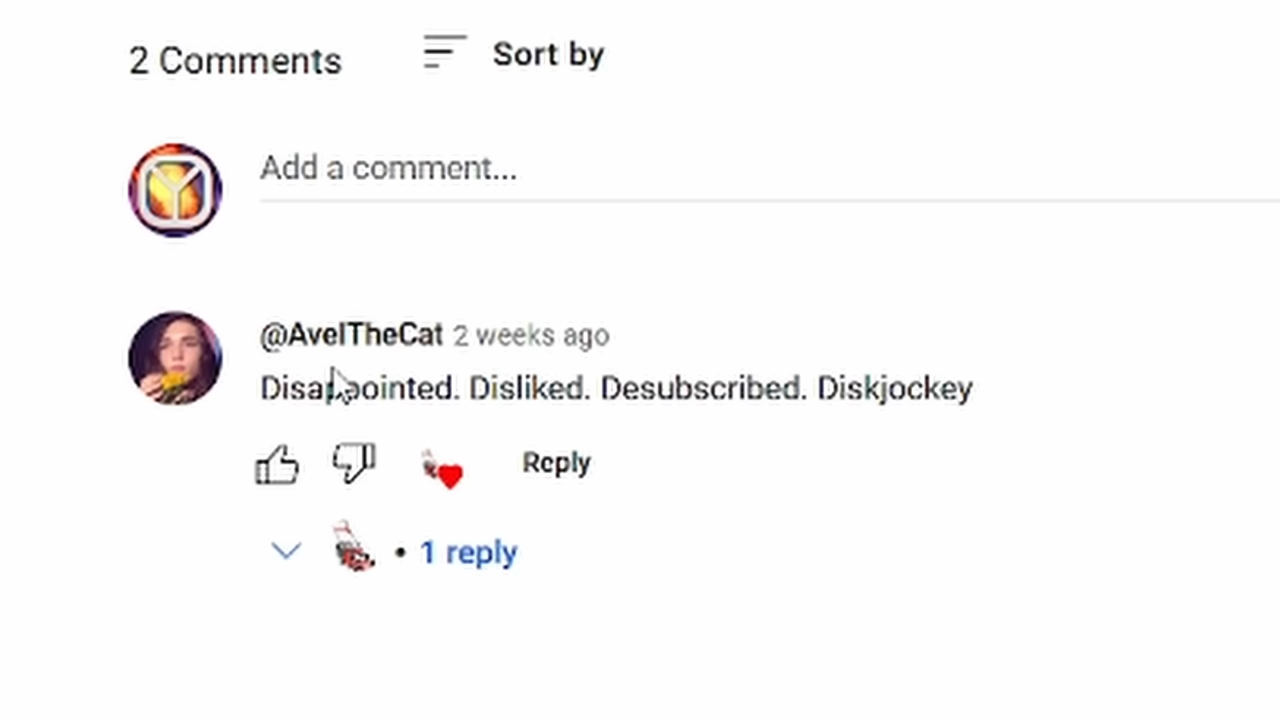 2 Comments
Sort by
Add a comment...
@AvelTheCat 2 weeks ago
Disappointed. Disliked. Desubscribed. Diskjockey
Reply
• 1 reply